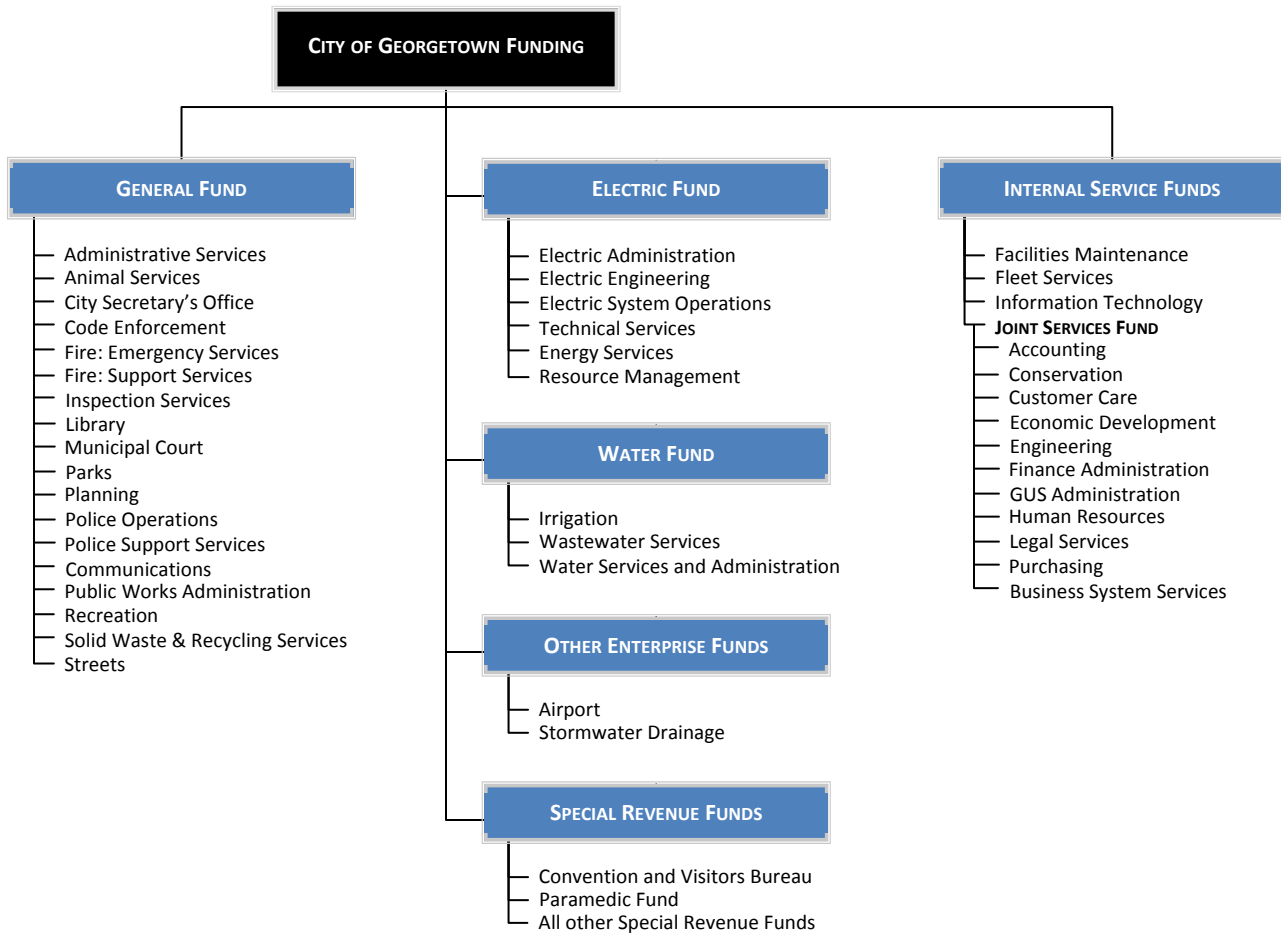 CITY OF GEORGETOWN FUNDING
GENERAL FUND
Administrative Services
Animal Services
City Secretary’s Office
Code Enforcement
Fire: Emergency Services
Fire: Support Services
Inspection Services
Library
Municipal Court
Parks
Planning
Police Operations
Police Support Services
Communications
Public Works Administration
Recreation
Solid Waste & Recycling Services
Streets
ELECTRIC FUND
Electric Administration
Electric Engineering
Electric System Operations
Technical Services
Energy Services
Resource Management
WATER FUND
Irrigation
Wastewater Services
Water Services and Administration
OTHER ENTERPRISE FUNDS
Airport
Stormwater Drainage
SPECIAL REVENUE FUNDS
Convention and Visitors Bureau
Paramedic Fund
All other Special Revenue Funds
INTERNAL SERVICE FUNDS
Facilities Maintenance
Fleet Services
Information Technology
JOINT SERVICES FUND
Accounting
Conservation
Customer Care
Economic Development
Engineering
Finance Administration
GUS Administration
Human Resources
Legal Services
Purchasing
Business System Services